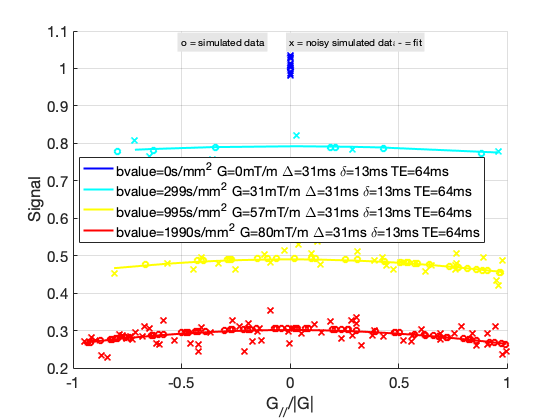 1.1
o = simulated data
x = noisy simulated data
- = fit
1
0.9
0.8
0.7
bvalue=0s/mm² G=0mT/m Δ=31ms δ=13ms TE=64ms
bvalue=299s/mm² G=31mT/m Δ=31ms δ=13ms TE=64ms
bvalue=995s/mm² G=57mT/m Δ=31ms δ=13ms TE=64ms
bvalue=1990s/mm² G=80mT/m Δ=31ms δ=13ms TE=64ms
Signal
0.6
0.5
0.4
0.3
0.2
-1
-0.5
0
0.5
1
G//​/|G|